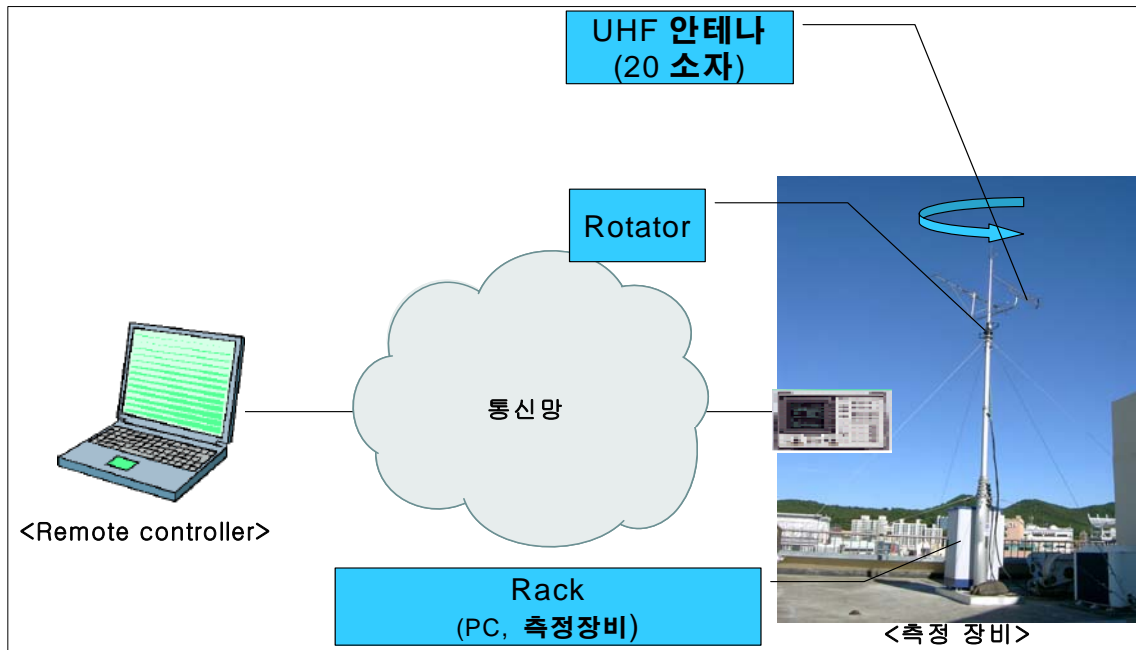 UHF 안테나
(20 소자)
Rotator
통신망
<Remote controller>
Rack
(PC, 측정장비)
<측정 장비>